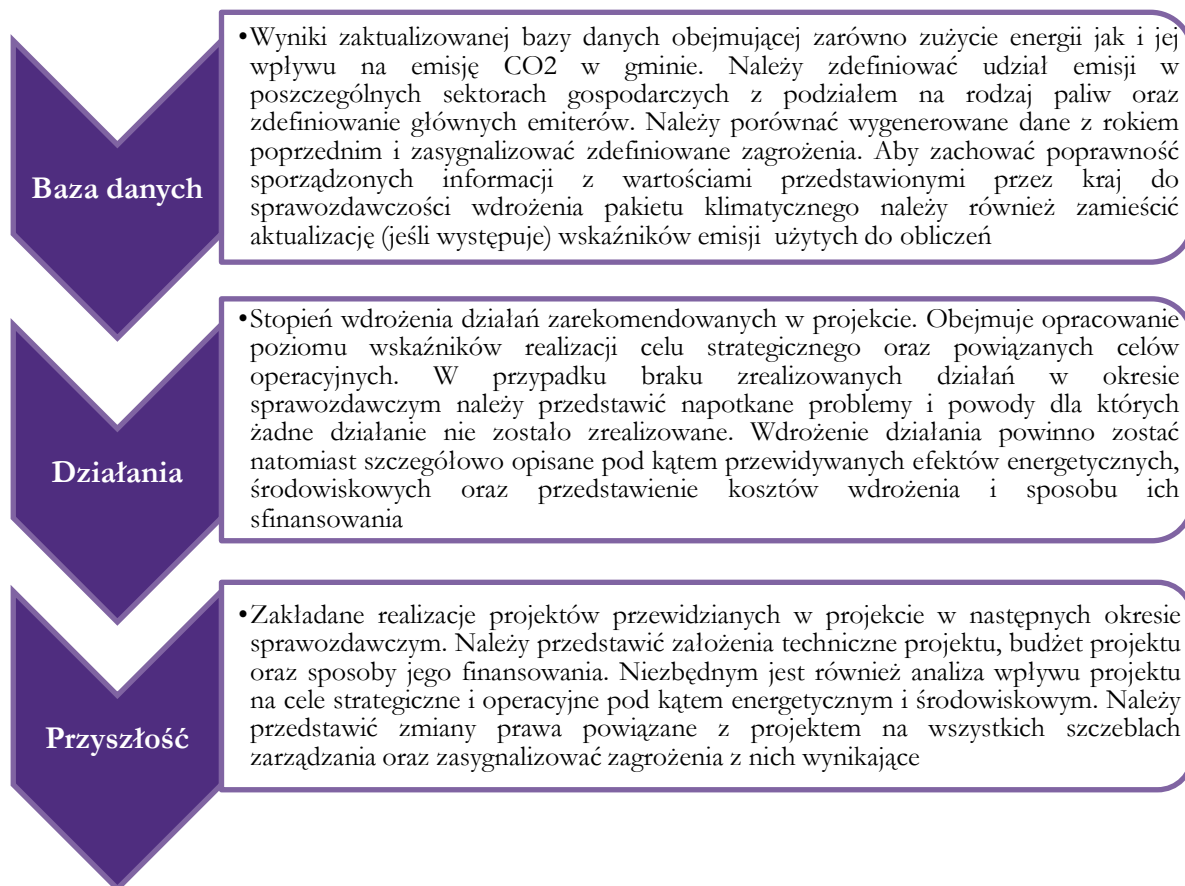 Baza danych
•Wyniki zaktualizowanej bazy danych obejmującej zarówno zużycie energii jak i jej
wpływu na emisję CO2 w gminie. Należy zdefiniować udział emisji w
poszczególnych sektorach gospodarczych z podziałem na rodzaj paliw oraz
zdefiniowanie głównych emiterów. Należy porównać wygenerowane dane z rokiem
poprzednim i zasygnalizować zdefiniowane zagrożenia. Aby zachować poprawność
sporządzonych informacji z wartościami przedstawionymi przez kraj do
sprawozdawczości wdrożenia pakietu klimatycznego należy również zamieścić
aktualizację (jeśli występuje) wskaźników emisji użytych do obliczeń
Działania
•Stopień wdrożenia działań zarekomendowanych w projekcie. Obejmuje opracowanie
poziomu wskaźników realizacji celu strategicznego oraz powiązanych celów
operacyjnych. W przypadku braku zrealizowanych działań w okresie
sprawozdawczym należy przedstawić napotkane problemy i powody dla których
żadne działanie nie zostało zrealizowane. Wdrożenie działania powinno zostać
natomiast szczegółowo opisane pod kątem przewidywanych efektów energetycznych,
środowiskowych oraz przedstawienie kosztów wdrożenia i sposobu ich
sfinansowania
Przyszłość
•Zakładane realizacje projektów przewidzianych w projekcie w następnych okresie
sprawozdawczym. Należy przedstawić założenia techniczne projektu, budżet projektu
oraz sposoby jego finansowania. Niezbędnym jest również analiza wpływu projektu
na cele strategiczne i operacyjne pod kątem energetycznym i środowiskowym. Należy
przedstawić zmiany prawa powiązane z projektem na wszystkich szczeblach
zarządzania oraz zasygnalizować zagrożenia z nich wynikające